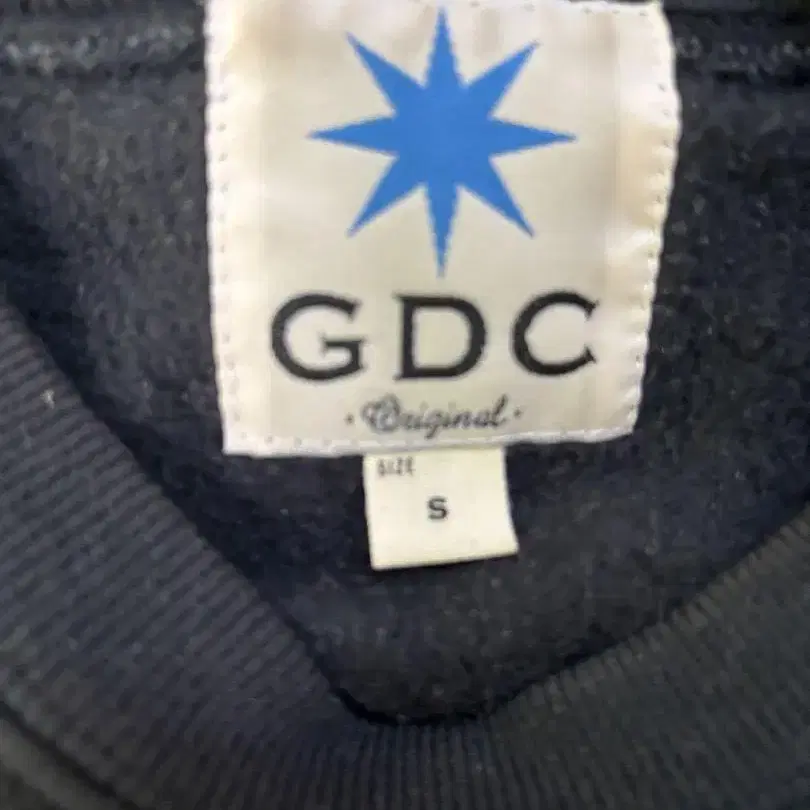 GDC
· Original ·
SIZE
S